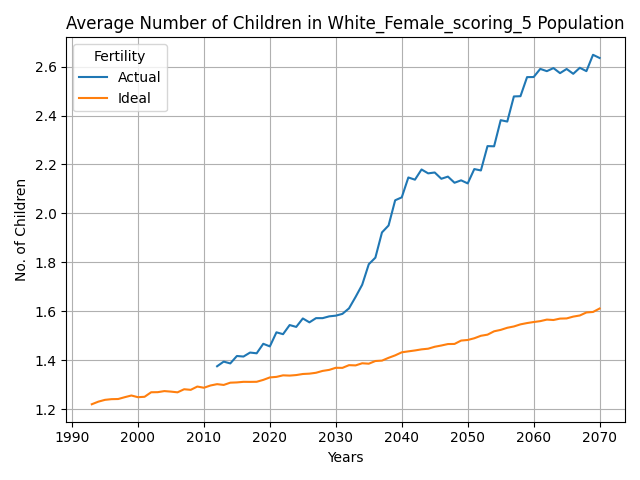 Average Number of Children in White_Female_scoring_5 Population
Fertility
Actual
Ideal
No. of Children
2.6
2.4
2.2
2.0
1.8
1.6
1.4
1.2
1990 2000 2010 2020 2030 2040 2050 2060 2070
Years